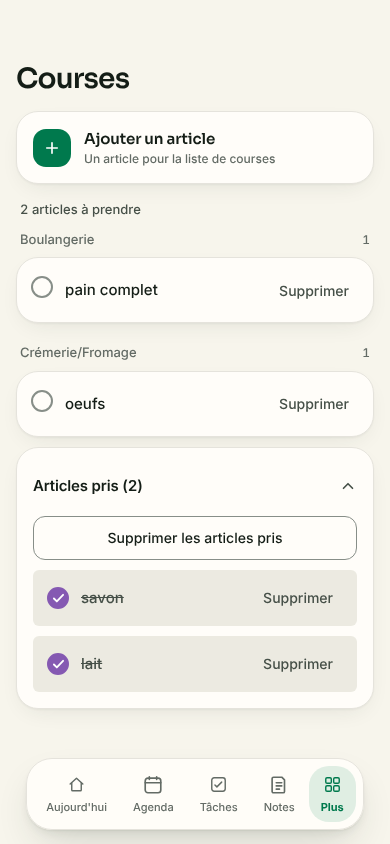 Courses
Ajouter un article
Un article pour la liste de courses
2 articles à prendre
Boulangerie 1
pain complet Supprimer
Crémerie/Fromage 1
oeufs Supprimer
Articles pris (2)
Supprimer les articles pris
savon Supprimer
lait Supprimer
Aujourd'hui Agenda Tâches Notes Plus